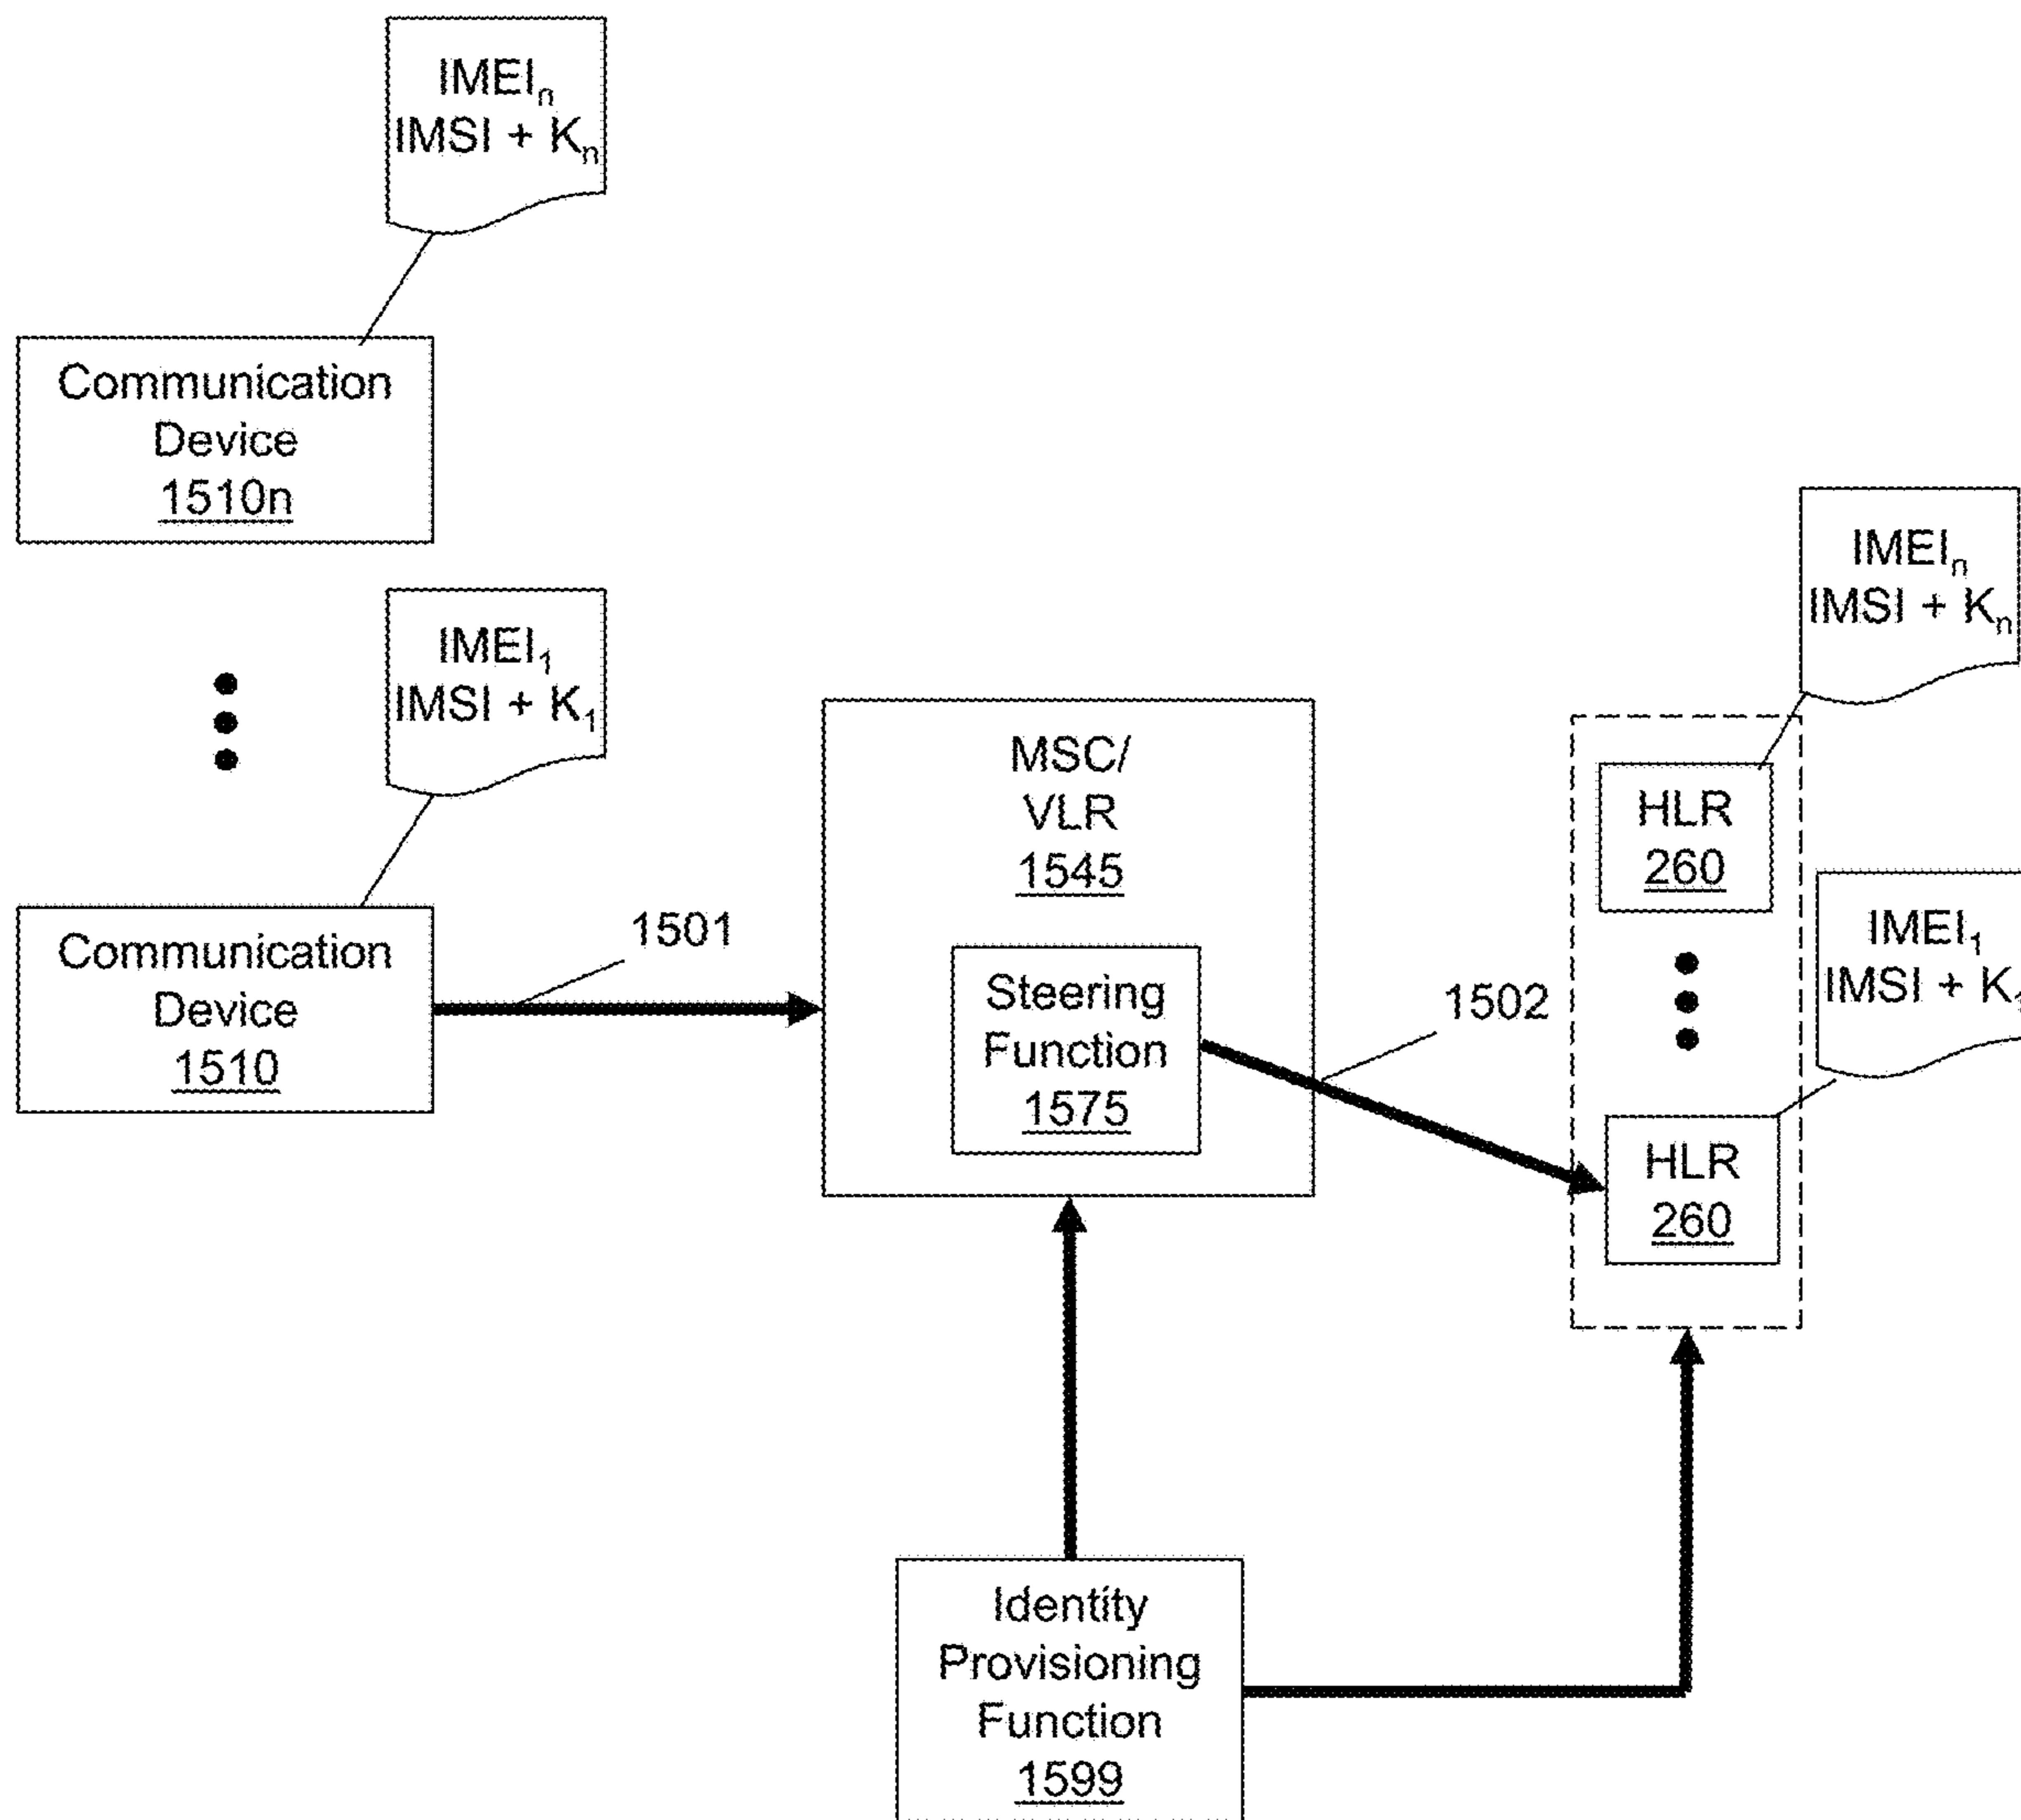 IMEIₙ
IMSI + Kₙ
Communication
Device
1510n
IMEI₁
IMSI + K₁
Communication
Device
1510
1501
MSC/
VLR
1545
Steering
Function
1575
1502
IMEIₙ
IMSI + Kₙ
HLR
260
IMEI₁
IMSI + K₁
HLR
260
Identity
Provisioning
Function
1599